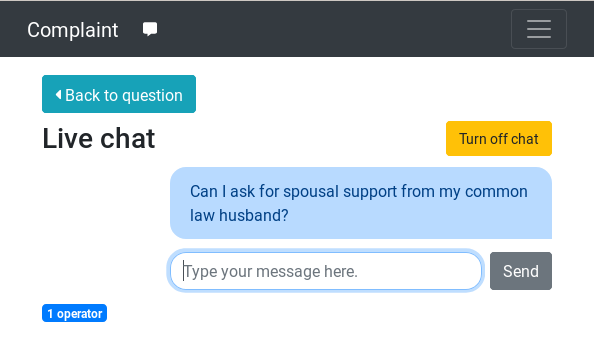 Complaint
Back to question
Live chat
Turn off chat
Can I ask for spousal support from my common
law husband?
Type your message here.
Send
1 operator